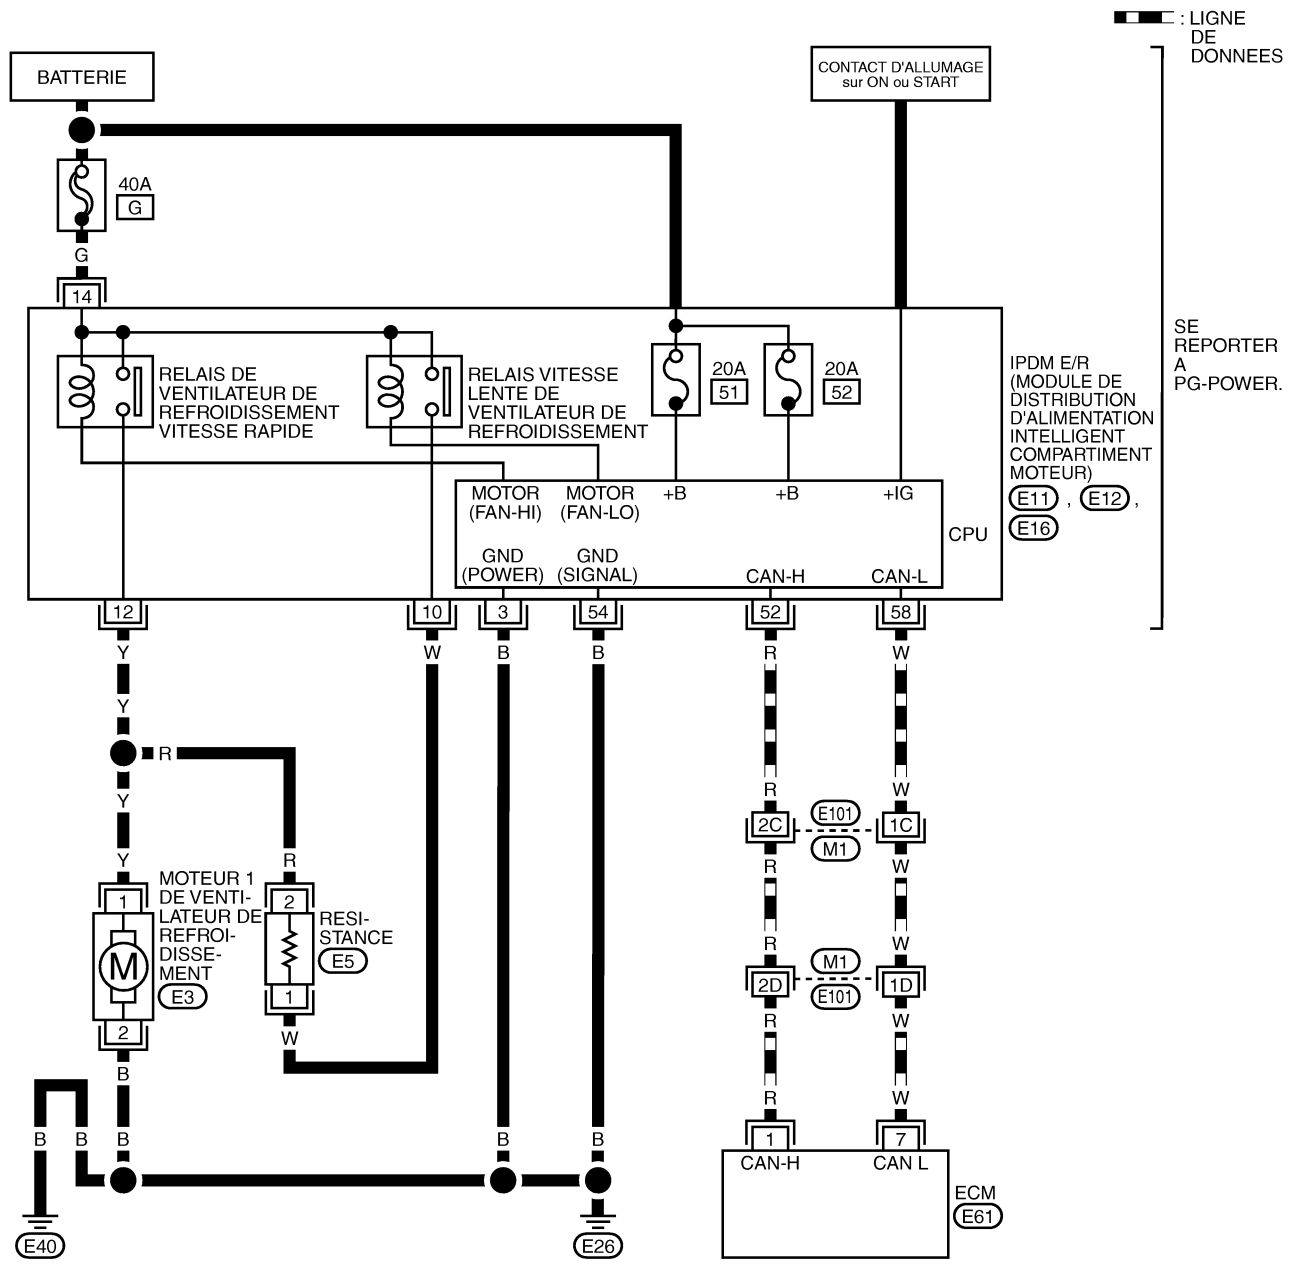 : LIGNE
DE
DONNEES
BATTERIE
CONTACT D'ALLUMAGE
sur ON ou START
40A
G
G
14
SE
REPORTER
A
PG-POWER.
RELAIS DE
VENTILATEUR DE
REFROIDISSEMENT
VITESSE RAPIDE
RELAIS VITESSE
LENTE DE
VENTILATEUR DE
REFROIDISSEMENT
20A
51
20A
52
IPDM E/R
(MODULE DE
DISTRIBUTION
D'ALIMENTATION
INTELLIGENT
COMPARTIMENT
MOTEUR)
E11 , E12 ,
E16
MOTOR
(FAN-HI)
MOTOR
(FAN-LO)
+B
+B
+IG
CPU
GND
(POWER)
GND
(SIGNAL)
CAN-H
CAN-L
12
10
3
54
52
58
Y
W
B
B
R
W
Y
R
Y
R
W
2C
E101
M1
1C
Y
R
R
W
MOTEUR 1
DE VENTI-
LATEUR DE
REFROI-
DISSE-
MENT
E3
1
M
2
2
RESI-
STANCE
E5
1
W
R
W
2D
M1
E101
1D
R
W
B
R
W
B
B
B
B
B
1
7
CAN-H
CAN L
ECM
E61
E40
E26